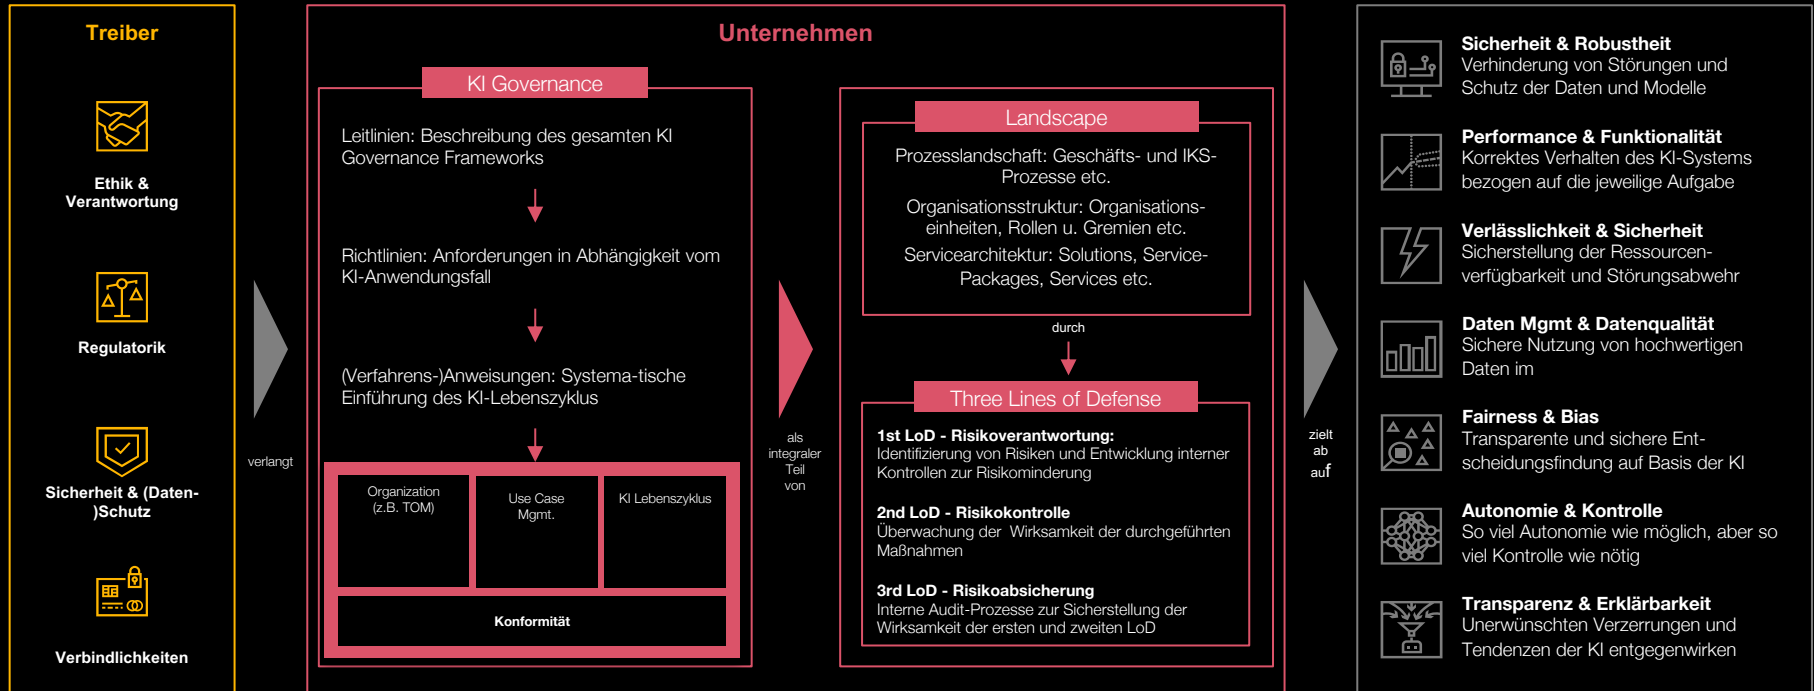 Treiber
Ethik &
Verantwortung
Regulatorik
Sicherheit & (Daten-
)Schutz
Verbindlichkeiten
verlangt
Unternehmen
KI Governance
Leitlinien: Beschreibung des gesamten KI
Governance Frameworks
Richtlinien: Anforderungen in Abhängigkeit vom
KI-Anwendungsfall
(Verfahrens-)Anweisungen: Systema-tische
Einführung des KI-Lebenszyklus
Organization
(z.B. TOM)
Use Case
Mgmt.
KI Lebenszyklus
Konformität
als
integraler
Teil
von
Landscape
Prozesslandschaft: Geschäfts- und IKS-
Prozesse etc.
Organisationsstruktur: Organisations-
einheiten, Rollen u. Gremien etc.
Servicearchitektur: Solutions, Service-
Packages, Services etc.
durch
Three Lines of Defense
1st LoD - Risikoverantwortung:
Identifizierung von Risiken und Entwicklung interner
Kontrollen zur Risikominderung
2nd LoD - Risikokontrolle
Überwachung der Wirksamkeit der durchgeführten
Maßnahmen
3rd LoD - Risikoabsicherung
Interne Audit-Prozesse zur Sicherstellung der
Wirksamkeit der ersten und zweiten LoD
zielt
ab
auf
Sicherheit & Robustheit
Verhinderung von Störungen und
Schutz der Daten und Modelle
Performance & Funktionalität
Korrektes Verhalten des KI-Systems
bezogen auf die jeweilige Aufgabe
Verlässlichkeit & Sicherheit
Sicherstellung der Ressourcen-
verfügbarkeit und Störungsabwehr
Daten Mgmt & Datenqualität
Sichere Nutzung von hochwertigen
Daten im
Fairness & Bias
Transparente und sichere Ent-
scheidungsfindung auf Basis der KI
Autonomie & Kontrolle
So viel Autonomie wie möglich, aber so
viel Kontrolle wie nötig
Transparenz & Erklärbarkeit
Unerwünschten Verzerrungen und
Tendenzen der KI entgegenwirken